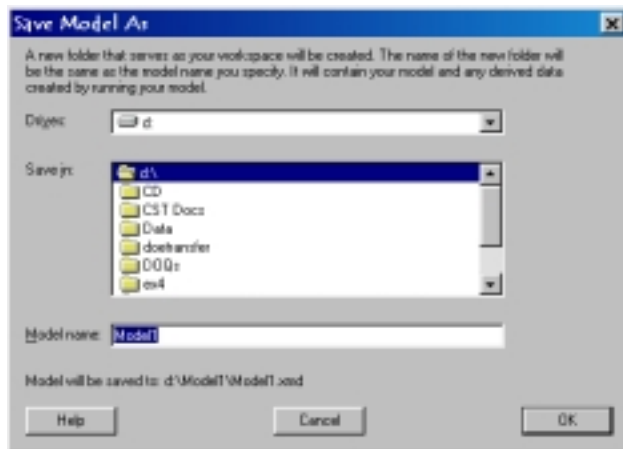 Save Model As
A new folder that serves as your workspace will be created. The name of the new folder will
be the same as the model name you specify. It will contain your model and any derived data
created by running your model.
Drives:
d:
Save in:
d:\
CD
CST Docs
Data
doetransfer
DOQs
ex4
Model name:
Model1
Model will be saved to: d:\Model1\Model1.xmd
Help
Cancel
OK